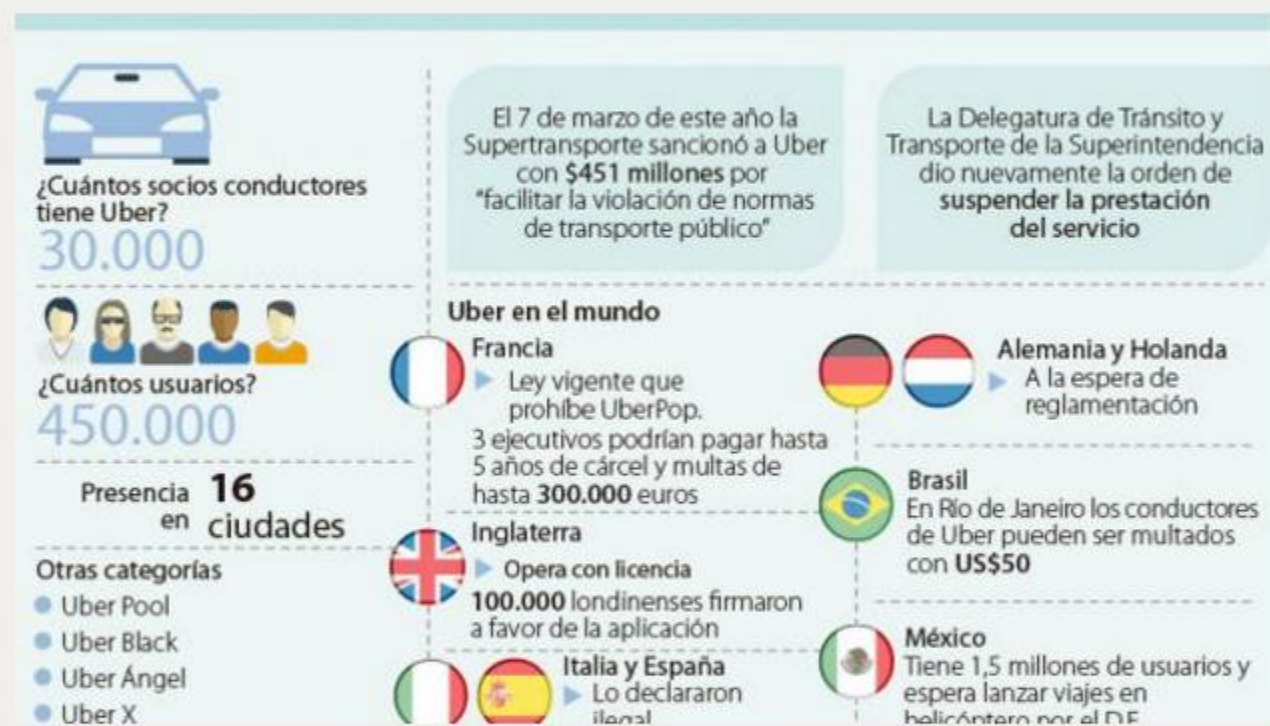 ¿Cuántos socios conductores
tiene Uber?
30.000
¿Cuántos usuarios?
450.000
Presencia en 16 ciudades
Otras categorías
Uber Pool
Uber Black
Uber Ángel
Uber X
El 7 de marzo de este año la
Supertransporte sancionó a Uber
con $451 millones por
“facilitar la violación de normas
de transporte público”
La Delegatura de Tránsito y
Transporte de la Superintendencia
dio nuevamente la orden de
suspender la prestación
del servicio
Uber en el mundo
Francia
Ley vigente que
prohíbe UberPop.
3 ejecutivos podrían pagar hasta
5 años de cárcel y multas de
hasta 300.000 euros
Inglaterra
Opera con licencia
100.000 londinenses firmaron
a favor de la aplicación
Italia y España
Lo declararon
ilegal
Alemania y Holanda
A la espera de
reglamentación
Brasil
En Río de Janeiro los conductores
de Uber pueden ser multados
con US$50
México
Tiene 1,5 millones de usuarios y
espera lanzar viajes en
helicóptero por el D.F.